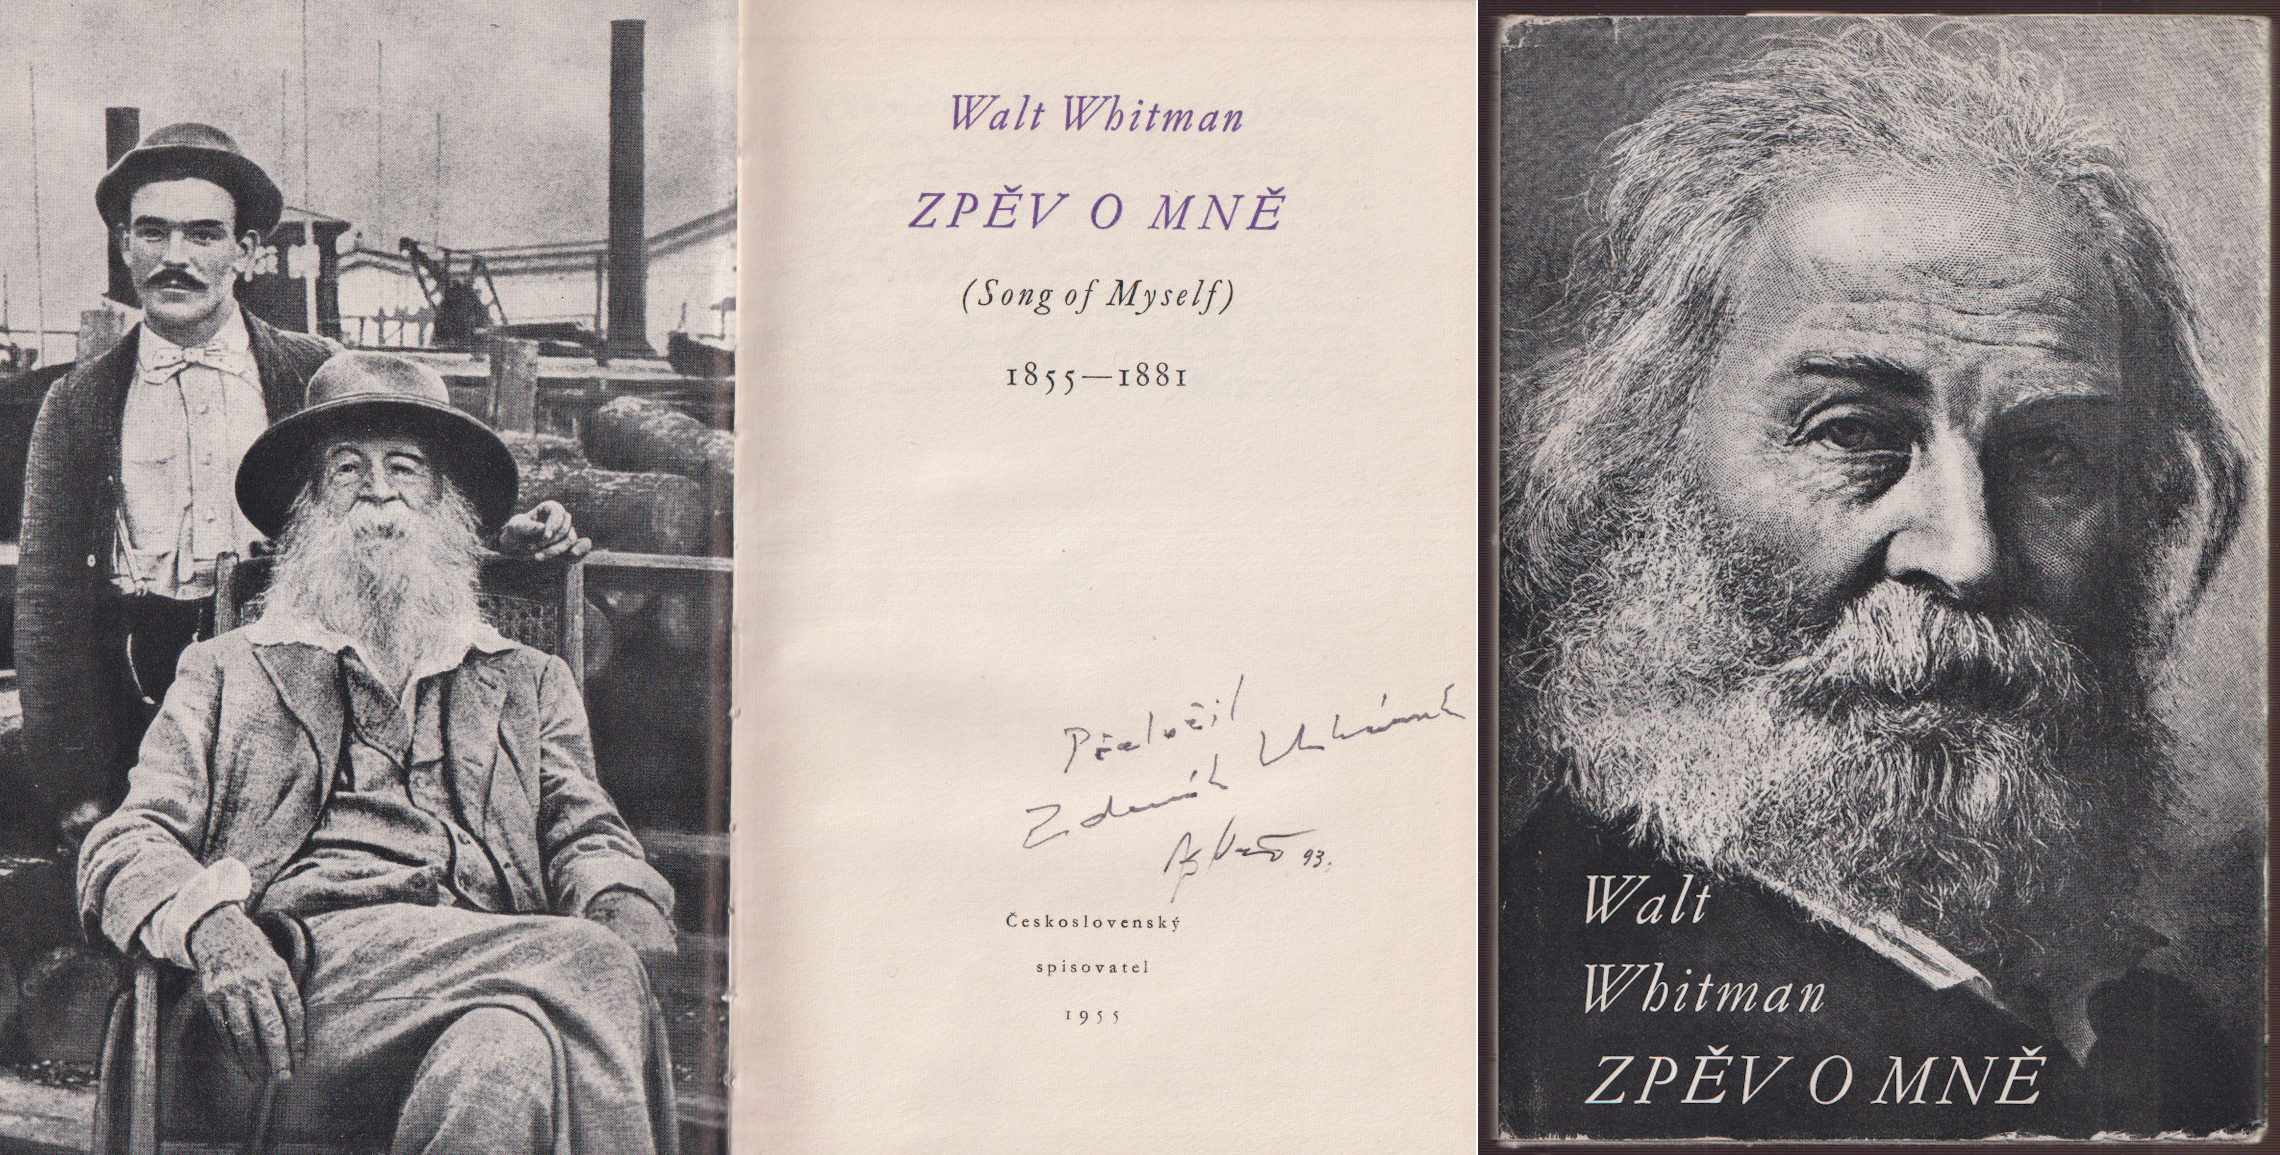 Walt Whitman
ZPĚV O MNĚ
(Song of Myself)
1855—1881
Přeložil
Zdeněk
93.
Československý
spisovatel
1955
Walt
Whitman
ZPĚV O MNĚ